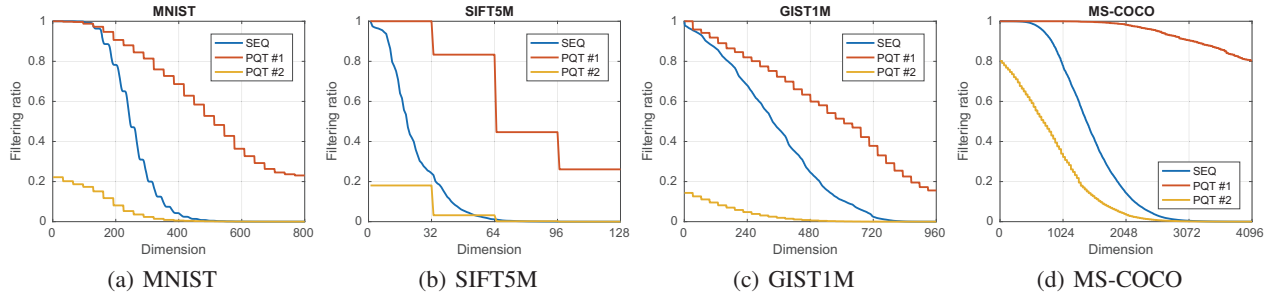 MNIST
Filtering ratio
1
0.8
0.6
0.4
0.2
0
0 200 400 600 800
Dimension
SEQ
PQT #1
PQT #2
(a) MNIST
SIFT5M
Filtering ratio
1
0.8
0.6
0.4
0.2
0
0 32 64 96 128
Dimension
SEQ
PQT #1
PQT #2
(b) SIFT5M
GIST1M
Filtering ratio
1
0.8
0.6
0.4
0.2
0
0 240 480 720 960
Dimension
SEQ
PQT #1
PQT #2
(c) GIST1M
MS-COCO
Filtering ratio
1
0.8
0.6
0.4
0.2
0
0 1024 2048 3072 4096
Dimension
SEQ
PQT #1
PQT #2
(d) MS-COCO